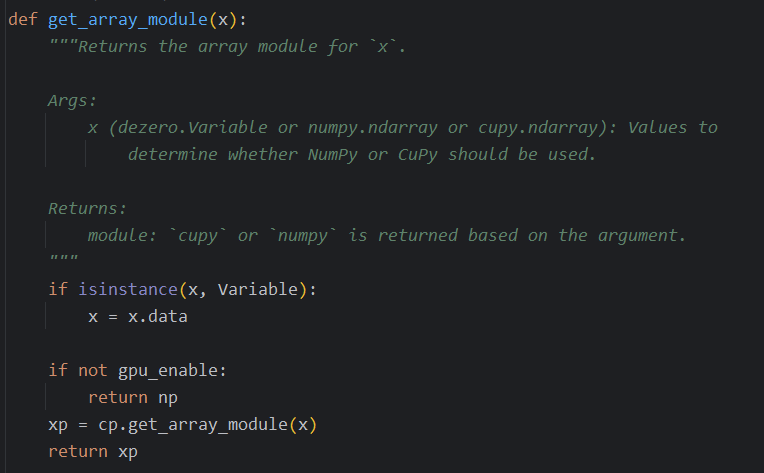 def get_array_module(x):
"""Returns the array module for `x`.
Args:
x (dezero.Variable or numpy.ndarray or cupy.ndarray): Values to
determine whether NumPy or CuPy should be used.
Returns:
module: `cupy` or `numpy` is returned based on the argument.
"""
if isinstance(x, Variable):
x = x.data
if not gpu_enable:
return np
xp = cp.get_array_module(x)
return xp